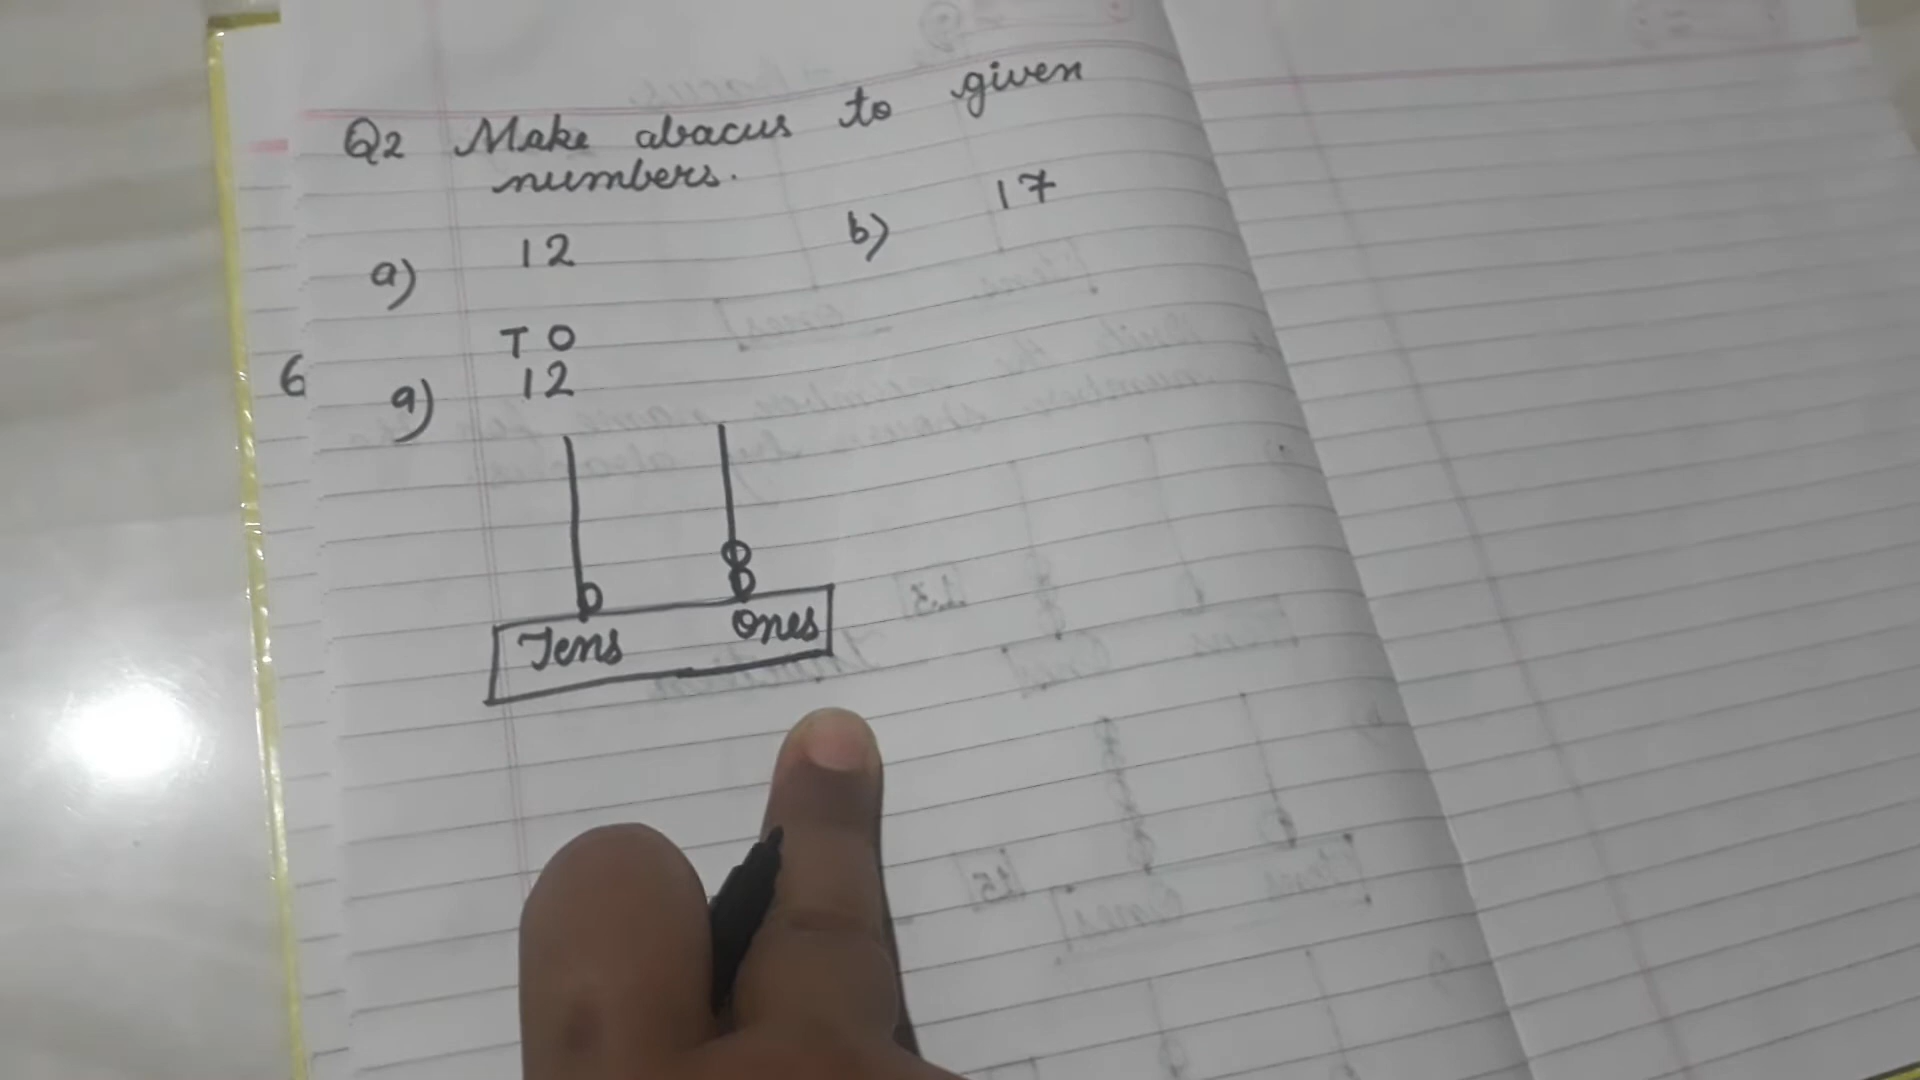 Q2 Make abacus to given
numbers.
a) 12
b) 17
T O
6
a) 12
Tens Ones